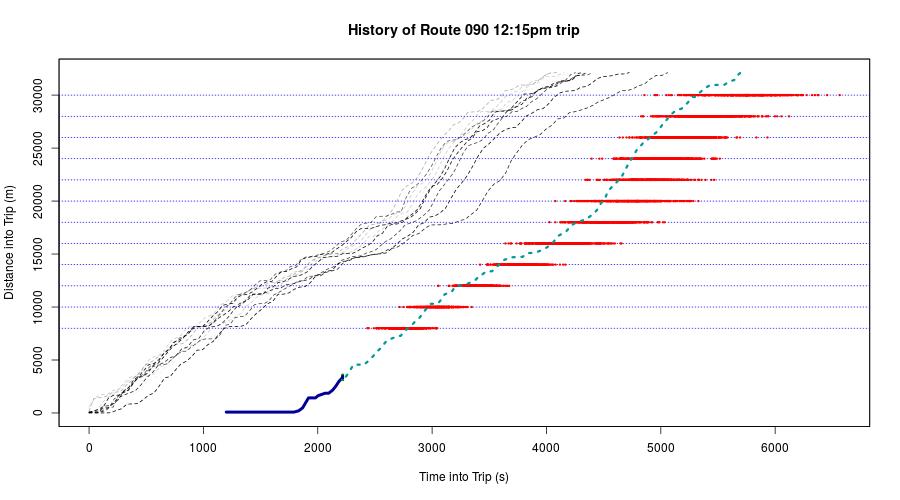 History of Route 090 12:15pm trip
Distance into Trip (m)
30000
25000
20000
15000
10000
5000
0
0 1000 2000 3000 4000 5000 6000
Time into Trip (s)